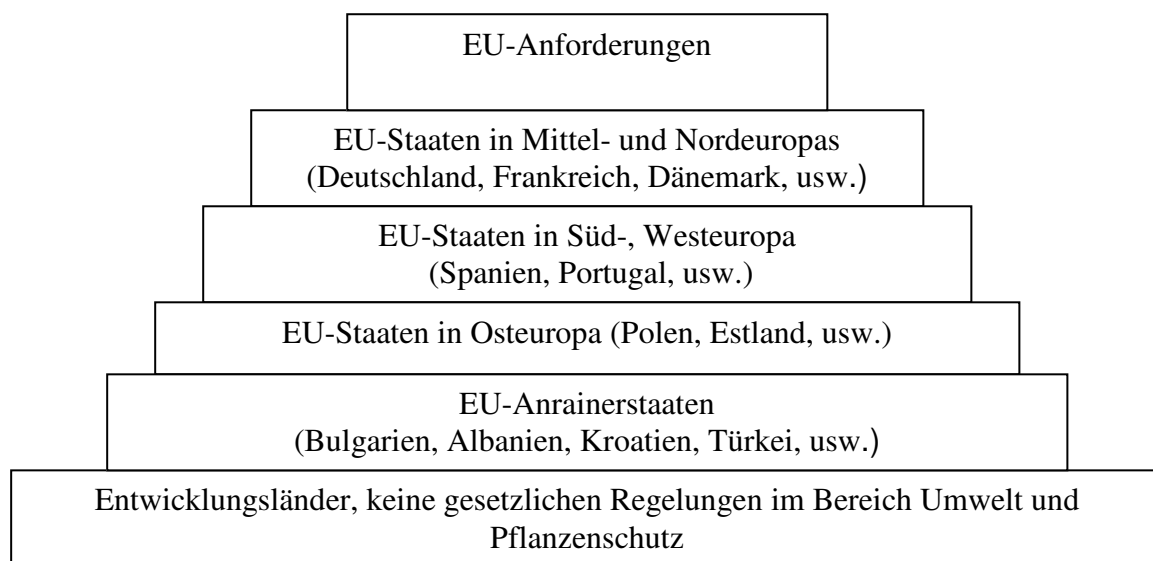 EU-Anforderungen
EU-Staaten in Mittel- und Nordeuropas
(Deutschland, Frankreich, Dänemark, usw.)
EU-Staaten in Süd-, Westeuropa
(Spanien, Portugal, usw.)
EU-Staaten in Osteuropa (Polen, Estland, usw.)
EU-Anrainerstaaten
(Bulgarien, Albanien, Kroatien, Türkei, usw.)
Entwicklungsländer, keine gesetzlichen Regelungen im Bereich Umwelt und
Pflanzenschutz